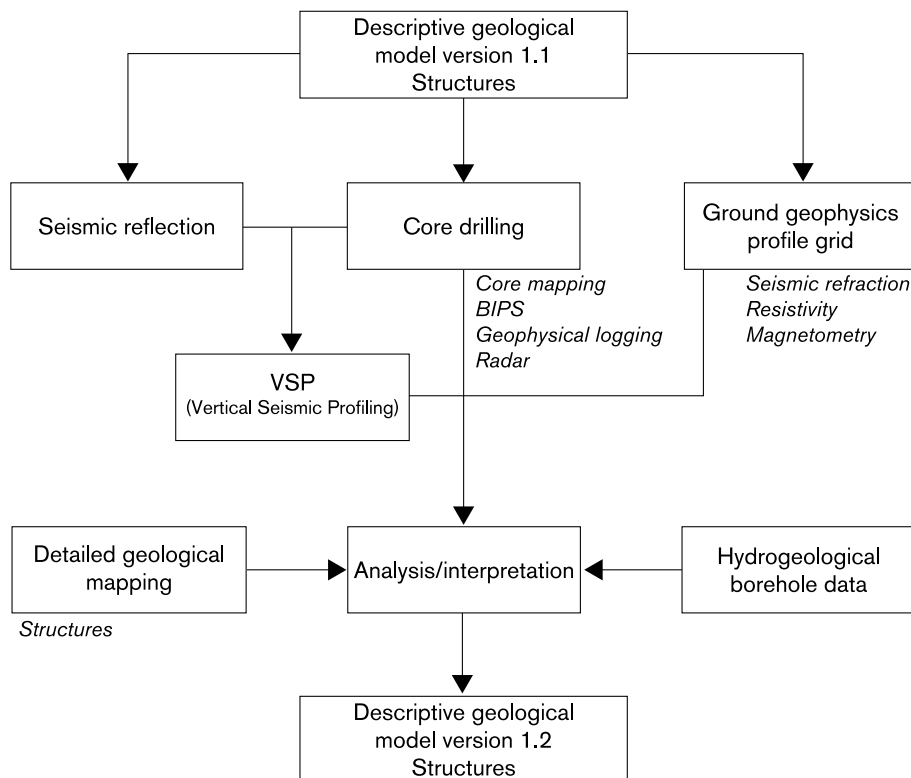 Descriptive geological
model version 1.1
Structures
Seismic reflection
Core drilling
Ground geophysics
profile grid
Core mapping
BIPS
Geophysical logging
Radar
Seismic refraction
Resistivity
Magnetometry
VSP
(Vertical Seismic Profiling)
Detailed geological
mapping
Structures
Analysis/interpretation
Hydrogeological
borehole data
Descriptive geological
model version 1.2
Structures